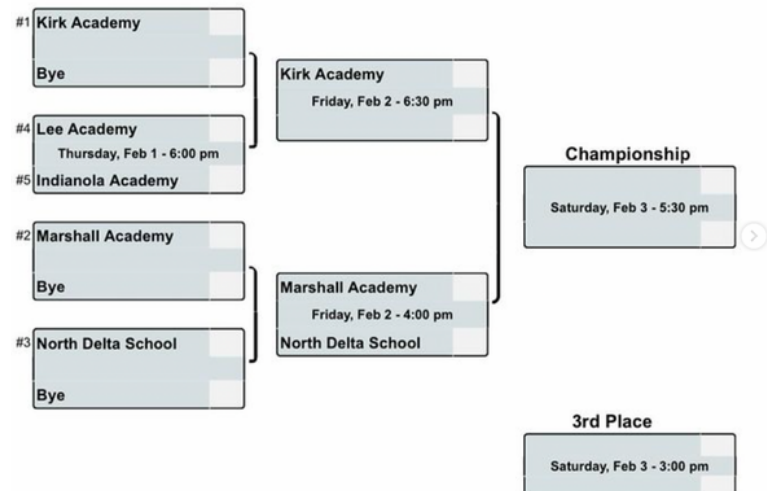 #1 Kirk Academy
Bye
#4 Lee Academy
Thursday, Feb 1 - 6:00 pm
#5 Indianola Academy
#2 Marshall Academy
Bye
#3 North Delta School
Bye
Kirk Academy
Friday, Feb 2 - 6:30 pm
Marshall Academy
Friday, Feb 2 - 4:00 pm
North Delta School
Championship
Saturday, Feb 3 - 5:30 pm
3rd Place
Saturday, Feb 3 - 3:00 pm